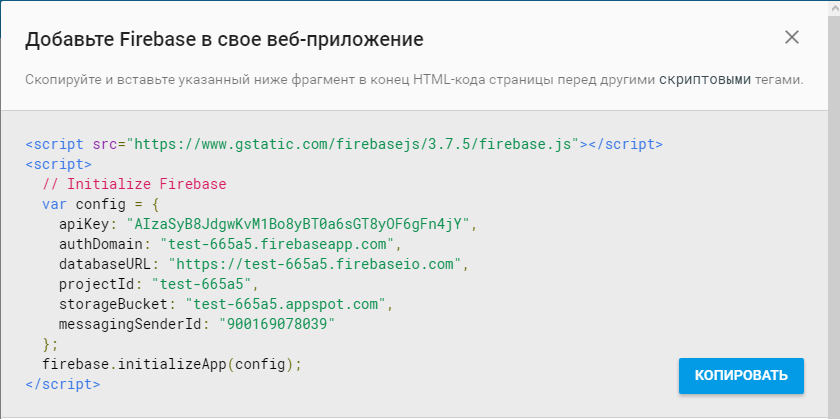 Добавьте Firebase в свое веб-приложение
Скопируйте и вставьте указанный ниже фрагмент в конец HTML-кода страницы перед другими скриптовыми тегами.
<script src="https://www.gstatic.com/firebasejs/3.7.5/firebase.js"></script>
<script>
// Initialize Firebase
var config = {
apiKey: "AIzaSyB8JdgwKvM1Bo8yBT0a6sGT8yOF6gFn4jY",
authDomain: "test-665a5.firebaseapp.com",
databaseURL: "https://test-665a5.firebaseio.com",
projectId: "test-665a5",
storageBucket: "test-665a5.appspot.com",
messagingSenderId: "900169078039"
};
firebase.initializeApp(config);
</script>
КОПИРОВАТЬ